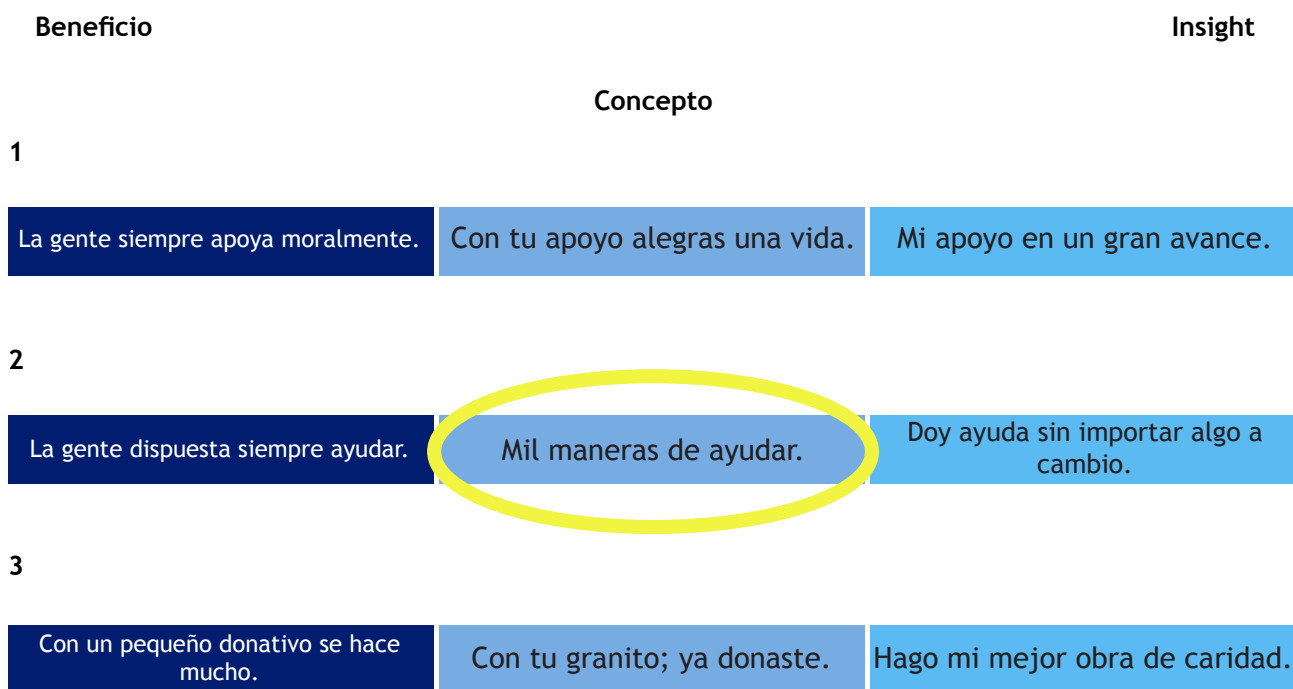 Beneficio
Insight
Concepto
1
La gente siempre apoya moralmente.
Con tu apoyo alegras una vida.
Mi apoyo en un gran avance.
2
La gente dispuesta siempre ayudar.
Mil maneras de ayudar.
Doy ayuda sin importar algo a
cambio.
3
Con un pequeño donativo se hace
mucho.
Con tu granito; ya donaste.
Hago mi mejor obra de caridad.